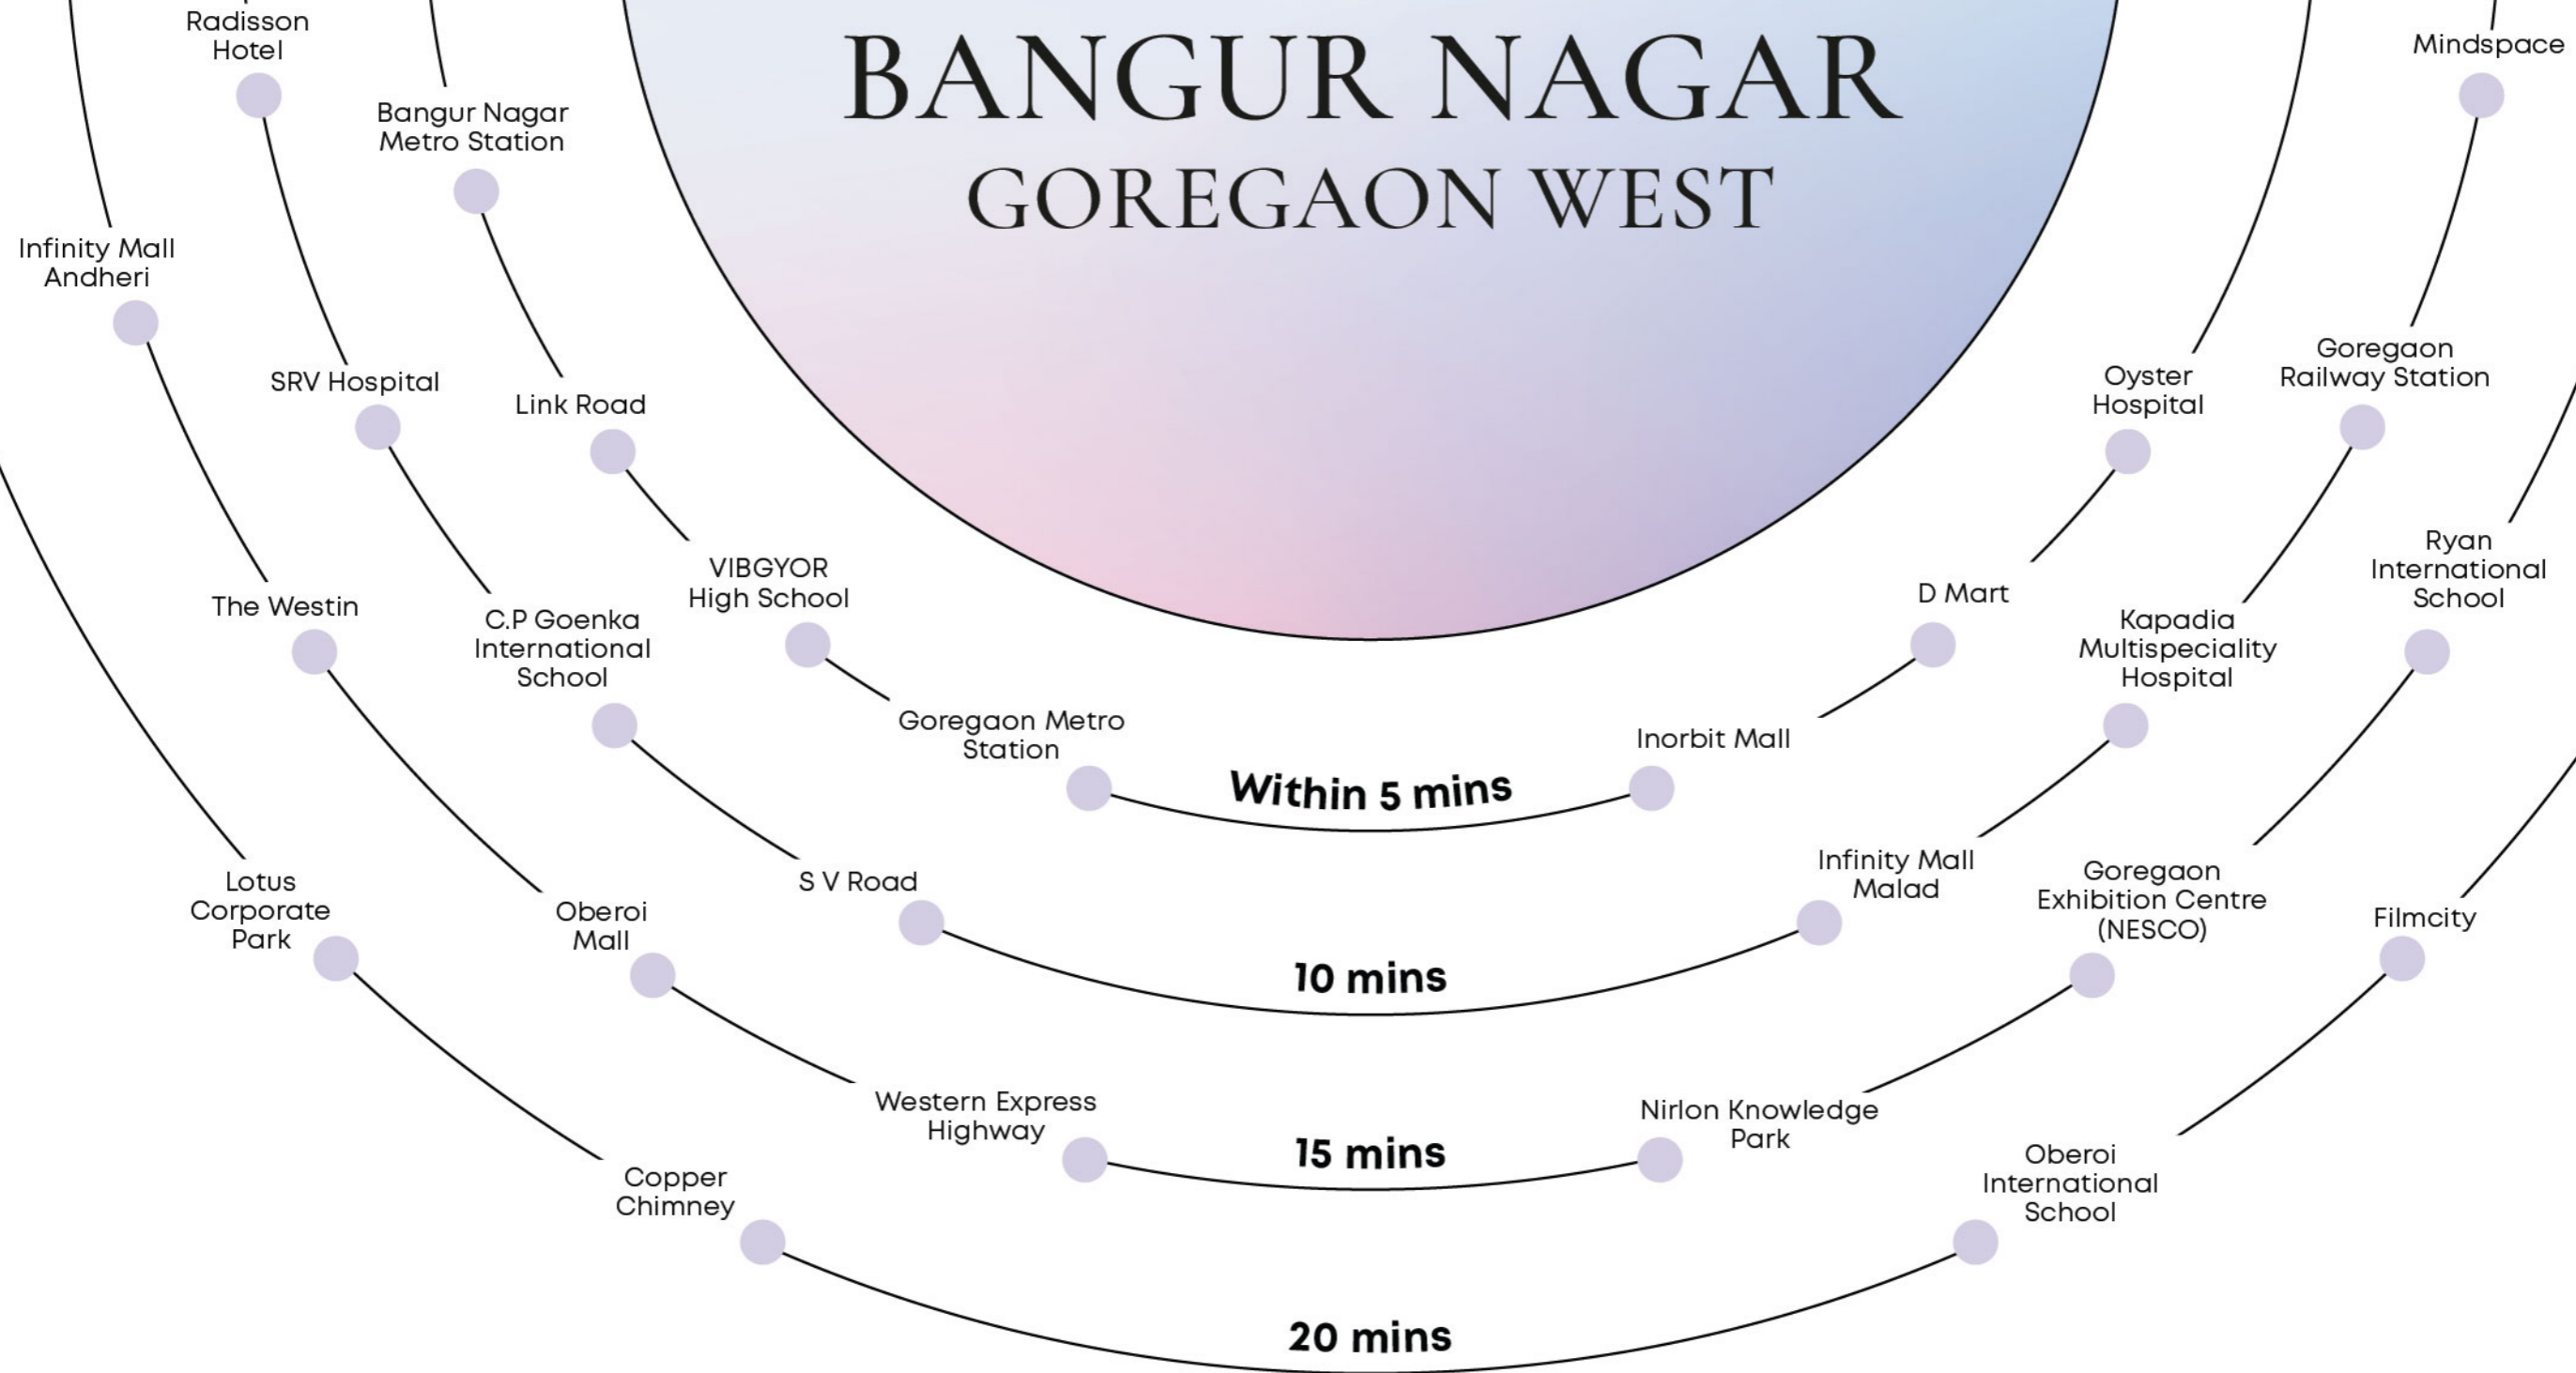 BANGUR NAGAR
GOREGAON WEST
Radisson
Hotel
Bangur Nagar
Metro Station
Mindspace
Infinity Mall
Andheri
SRV Hospital
Link Road
Oyster
Hospital
Goregaon
Railway Station
The Westin
C.P Goenka
International
School
VIBGYOR
High School
Goregaon Metro
Station
Within 5 mins
Inorbit Mall
D Mart
Kapadia
Multispeciality
Hospital
Ryan
International
School
S V Road
10 mins
Infinity Mall
Malad
Goregaon
Exhibition Centre
(NESCO)
Filmcity
Lotus
Corporate
Park
Oberoi
Mall
Western Express
Highway
15 mins
Nirlon Knowledge
Park
Copper
Chimney
20 mins
Oberoi
International
School